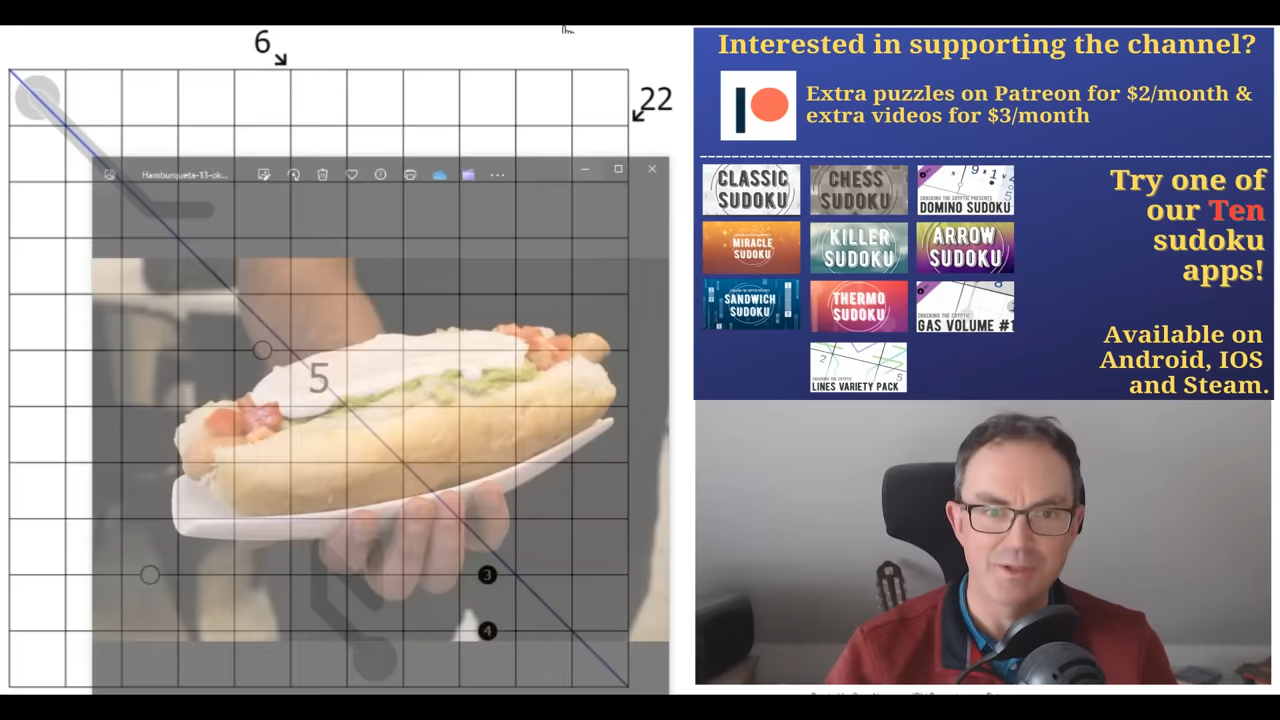 6
22
Hamburqueta-13-ok...
5
3
4
Interested in supporting the channel?
Extra puzzles on Patreon for $2/month &
extra videos for $3/month
CLASSIC
SUDOKU
CHESS
SUDOKU
DOMINO SUDOKU
MIRACLE
SUDOKU
KILLER
SUDOKU
ARROW
SUDOKU
SANDWICH
SUDOKU
THERMO
SUDOKU
GAS VOLUME #1
2
5
LINES VARIETY PACK
Try one of
our Ten
sudoku
apps!
Available on
Android, IOS
and Steam.